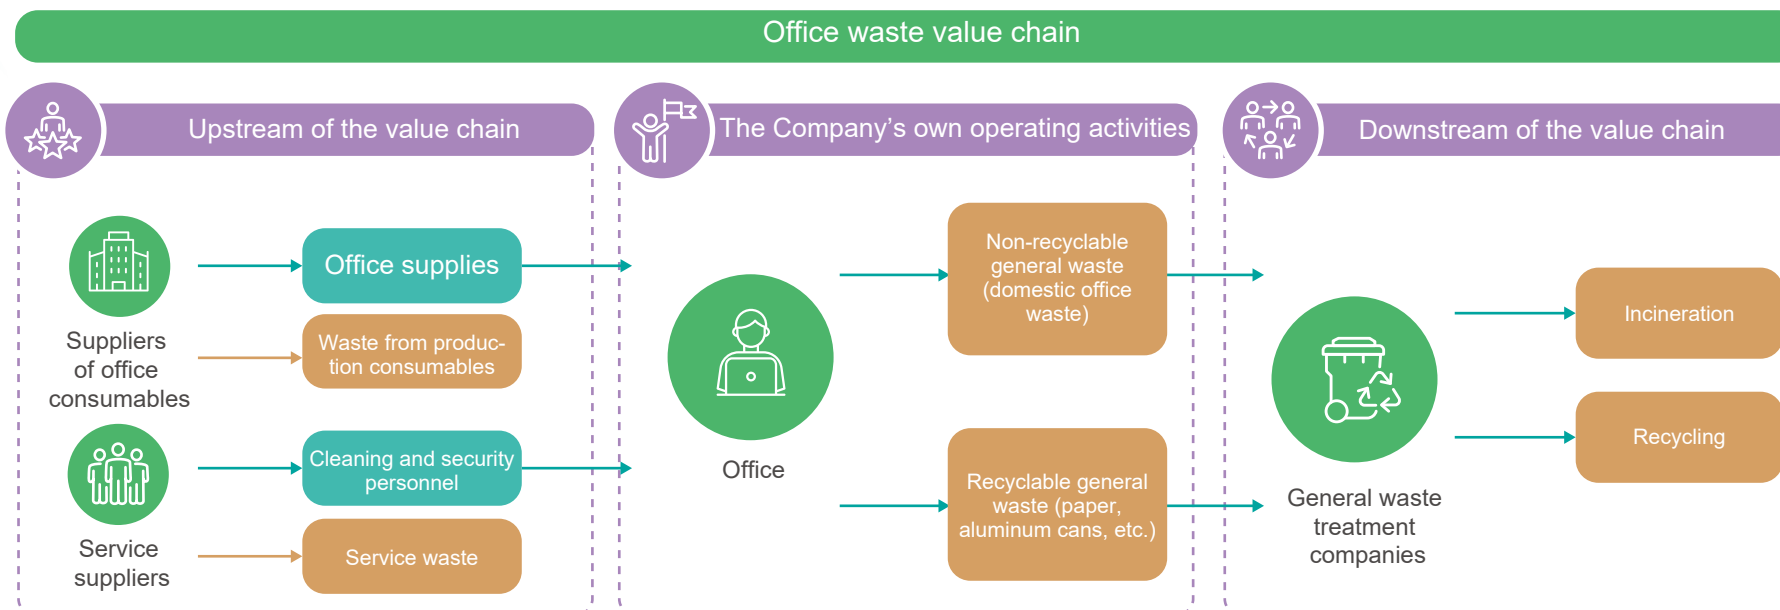 Office waste value chain
Upstream of the value chain
Suppliers
of office
consumables
Office supplies
Waste from produc-
tion consumables
Service
suppliers
Cleaning and security
personnel
Service waste
The Company’s own operating activities
Office
Non-recyclable
general waste
(domestic office
waste)
Recyclable general
waste (paper,
aluminum cans, etc.)
Downstream of the value chain
General waste
treatment
companies
Incineration
Recycling